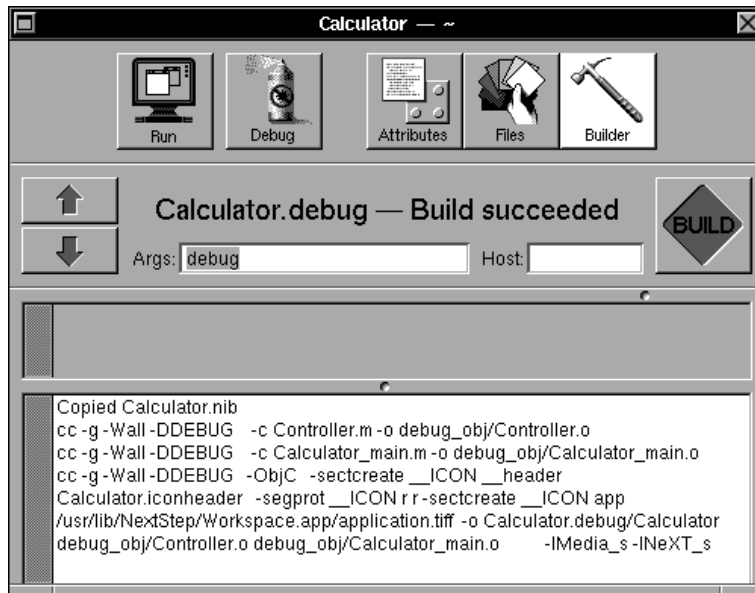 Calculator — ~
Run
Debug
Attributes
Files
Builder
Calculator.debug — Build succeeded
BUILD
Args: debug
Host:
Copied Calculator.nib
cc -g -Wall -DDEBUG -c Controller.m -o debug_obj/Controller.o
cc -g -Wall -DDEBUG -c Calculator_main.m -o debug_obj/Calculator_main.o
cc -g -Wall -DDEBUG -ObjC -sectcreate __ICON __header
Calculator.iconheader -segprot __ICON r r -sectcreate __ICON app
/usr/lib/NextStep/Workspace.app/application.tiff -o Calculator.debug/Calculator
debug_obj/Controller.o debug_obj/Calculator_main.o -lMedia_s -lNeXT_s